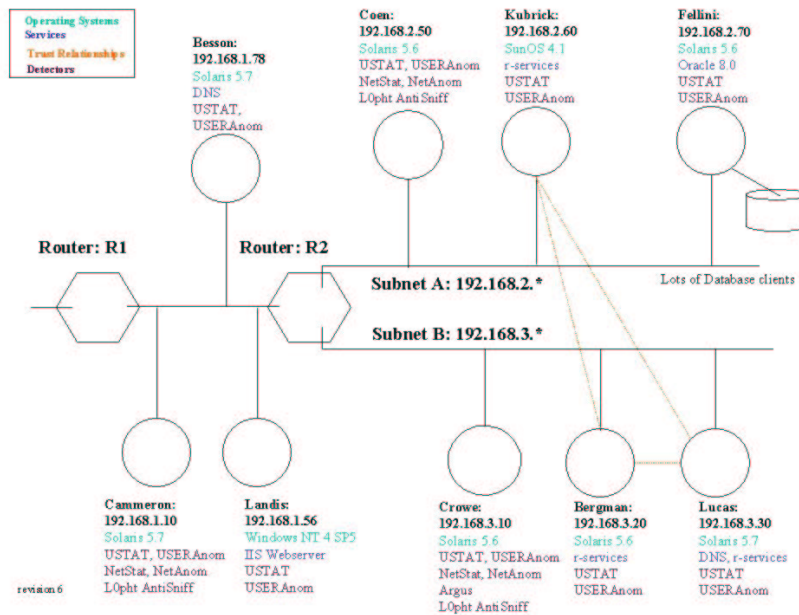 Operating Systems
Services
Trust Relationships
Detectors
Besson:
192.168.1.78
Solaris 5.7
DNS
USTAT,
USERAnom
Coen:
192.168.2.50
Solaris 5.6
USTAT, USERAnom
NetStat, NetAnom
L0pht AntiSniff
Kubrick:
192.168.2.60
SunOS 4.1
r-services
USTAT
USERAnom
Fellini:
192.168.2.70
Solaris 5.6
Oracle 8.0
USTAT
USERAnom
Router: R1
Router: R2
Subnet A: 192.168.2.*
Lots of Database clients
Subnet B: 192.168.3.*
Cammeron:
192.168.1.10
Solaris 5.7
USTAT, USERAnom
NetStat, NetAnom
L0pht AntiSniff
Landis:
192.168.1.56
Windows NT 4 SP5
IIS Webserver
USTAT
USERAnom
Crowe:
192.168.3.10
Solaris 5.6
USTAT, USERAnom
NetStat, NetAnom
Argus
L0pht AntiSniff
Bergman:
192.168.3.20
Solaris 5.6
r-services
USTAT
USERAnom
Lucas:
192.168.3.30
Solaris 5.7
DNS, r-services
USTAT
USERAnom
revision 6